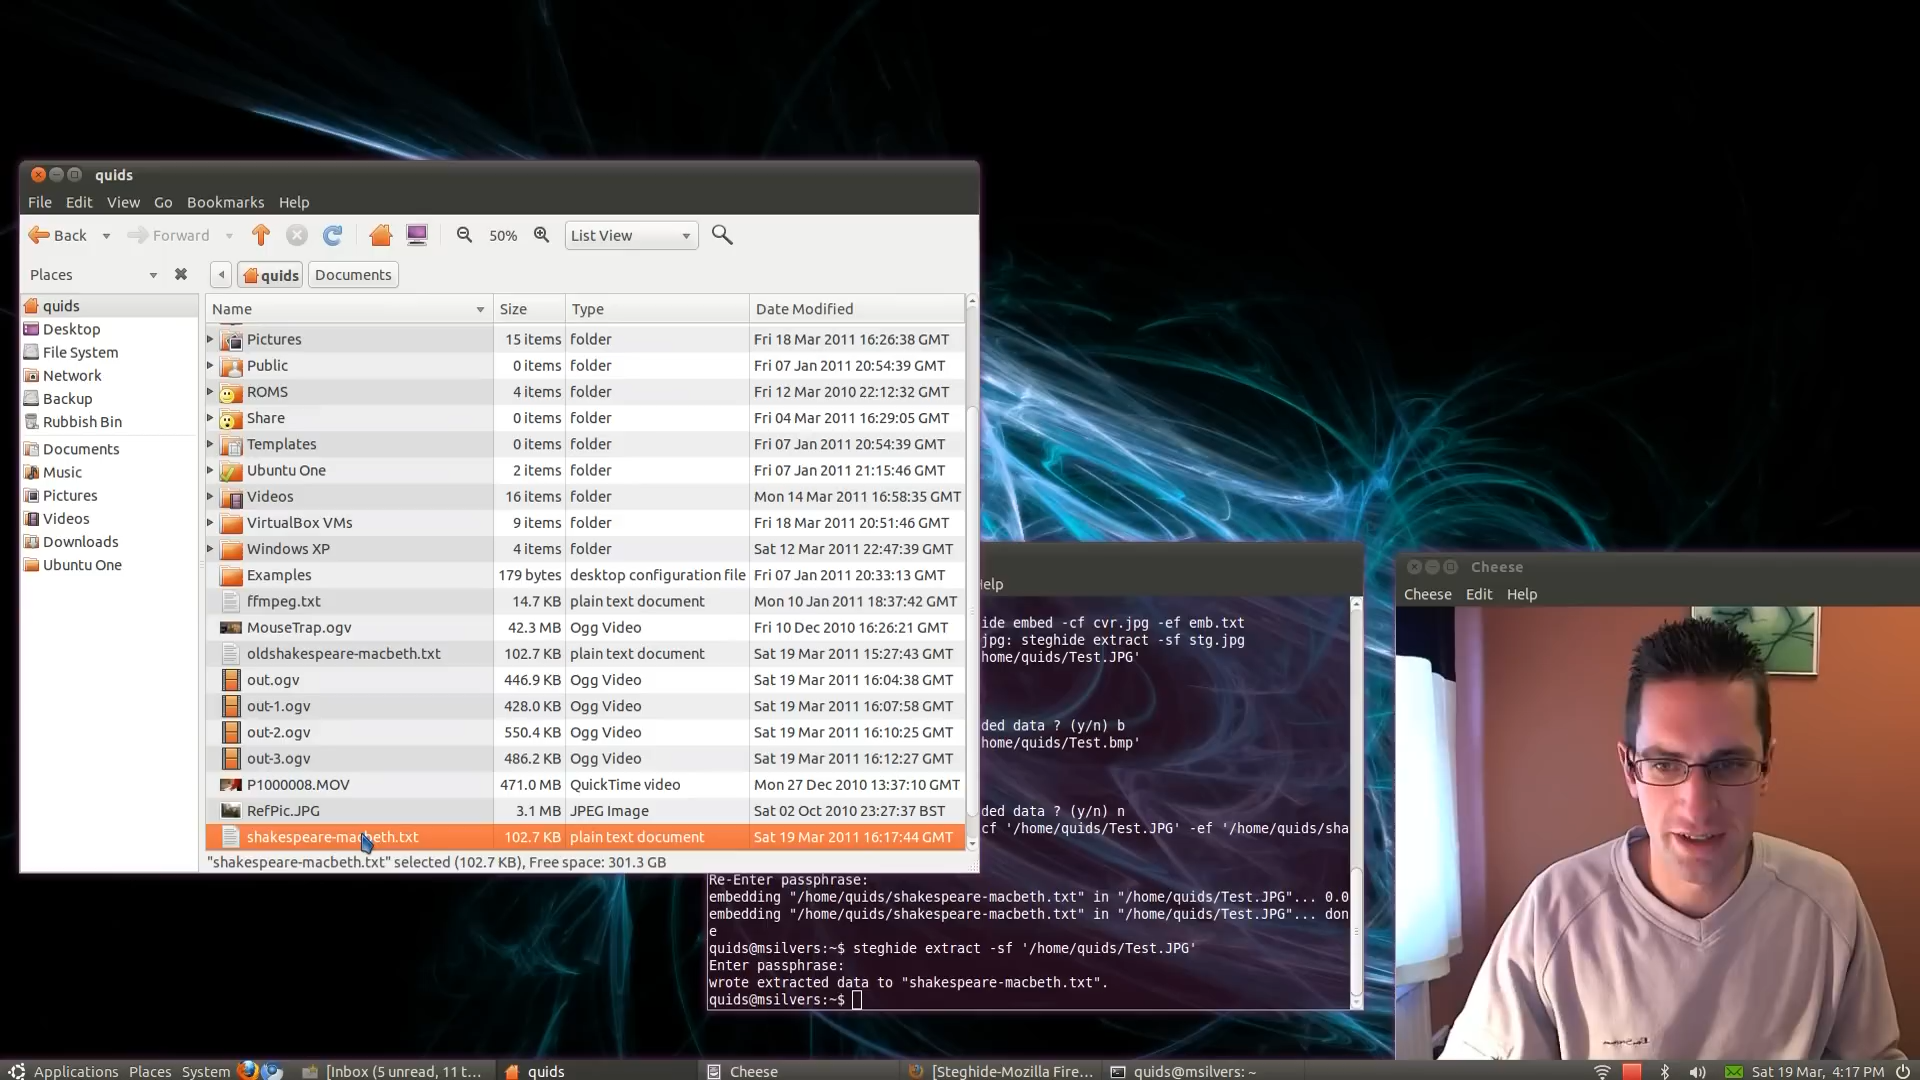 quids
File Edit View Go Bookmarks Help
Back Forward 50% List View
Places quids Documents
quids
Desktop
File System
Network
Backup
Rubbish Bin
Documents
Music
Pictures
Videos
Downloads
Ubuntu One
Name Size Type Date Modified
Pictures 15 items folder Fri 18 Mar 2011 16:26:38 GMT
Public 0 items folder Fri 07 Jan 2011 20:54:39 GMT
ROMS 4 items folder Fri 12 Mar 2010 22:12:32 GMT
Share 0 items folder Fri 04 Mar 2011 16:29:05 GMT
Templates 0 items folder Fri 07 Jan 2011 20:54:39 GMT
Ubuntu One 2 items folder Fri 07 Jan 2011 21:15:46 GMT
Videos 16 items folder Mon 14 Mar 2011 16:58:35 GMT
VirtualBox VMs 9 items folder Fri 18 Mar 2011 20:51:46 GMT
Windows XP 4 items folder Sat 12 Mar 2011 22:47:39 GMT
Examples 179 bytes desktop configuration file Fri 07 Jan 2011 20:33:13 GMT
ffmpeg.txt 14.7 KB plain text document Mon 10 Jan 2011 18:37:42 GMT
MouseTrap.ogv 42.3 MB Ogg Video Fri 10 Dec 2010 16:26:21 GMT
oldshakespeare-macbeth.txt 102.7 KB plain text document Sat 19 Mar 2011 15:27:43 GMT
out.ogv 446.9 KB Ogg Video Sat 19 Mar 2011 16:04:38 GMT
out-1.ogv 428.0 KB Ogg Video Sat 19 Mar 2011 16:07:58 GMT
out-2.ogv 550.4 KB Ogg Video Sat 19 Mar 2011 16:10:25 GMT
out-3.ogv 486.2 KB Ogg Video Sat 19 Mar 2011 16:12:27 GMT
P1000008.MOV 471.0 MB QuickTime video Mon 27 Dec 2010 13:37:10 GMT
RefPic.JPG 3.1 MB JPEG Image Sat 02 Oct 2010 23:27:37 BST
shakespeare-macbeth.txt 102.7 KB plain text document Sat 19 Mar 2011 16:17:44 GMT
"shakespeare-macbeth.txt" selected (102.7 KB), Free space: 301.3 GB
Help
ide embed -cf cvr.jpg -ef emb.txt
jpg: steghide extract -sf stg.jpg
home/quids/Test.JPG'
ded data ? (y/n) b
home/quids/Test.bmp'
ded data ? (y/n) n
cf '/home/quids/Test.JPG' -ef '/home/quids/sha
Re-Enter passphrase:
embedding "/home/quids/shakespeare-macbeth.txt" in "/home/quids/Test.JPG"... 0.0
embedding "/home/quids/shakespeare-macbeth.txt" in "/home/quids/Test.JPG"... don
e
quids@msilvers:~$ steghide extract -sf '/home/quids/Test.JPG'
Enter passphrase:
wrote extracted data to "shakespeare-macbeth.txt".
quids@msilvers:~$
Cheese
Cheese Edit Help
Applications Places System [Inbox (5 unread, 11 t... quids Cheese [Steghide-Mozilla Fire... quids@msilvers: ~ Sat 19 Mar, 4:17 PM